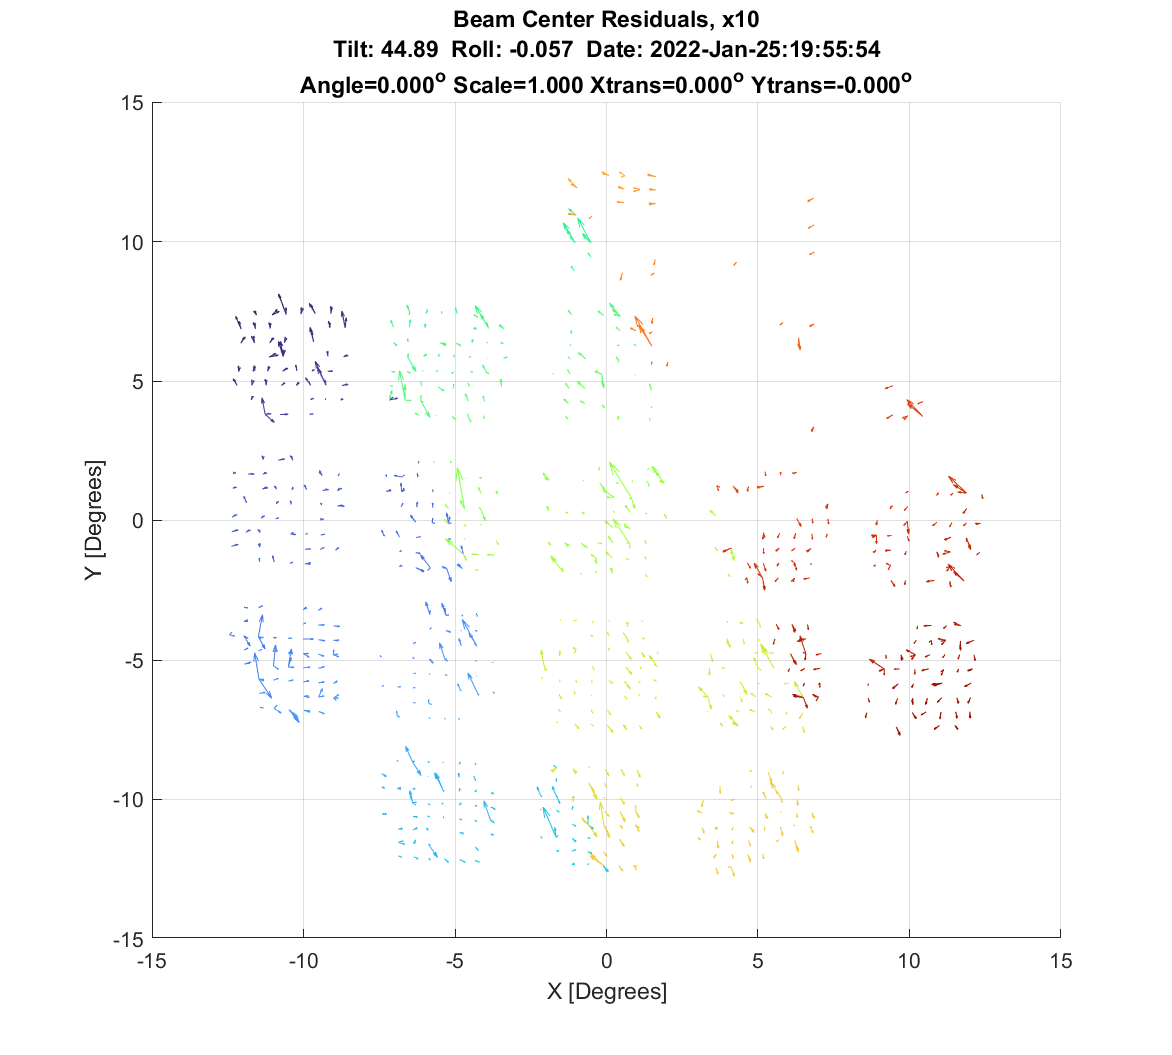 Beam Center Residuals, x10
Tilt: 44.89 Roll: -0.057 Date: 2022-Jan-25:19:55:54
Angle=0.000° Scale=1.000 Xtrans=0.000° Ytrans=-0.000°
15
10
5
0
-5
-10
-15
Y [Degrees]
-15 -10 -5 0 5 10 15
X [Degrees]